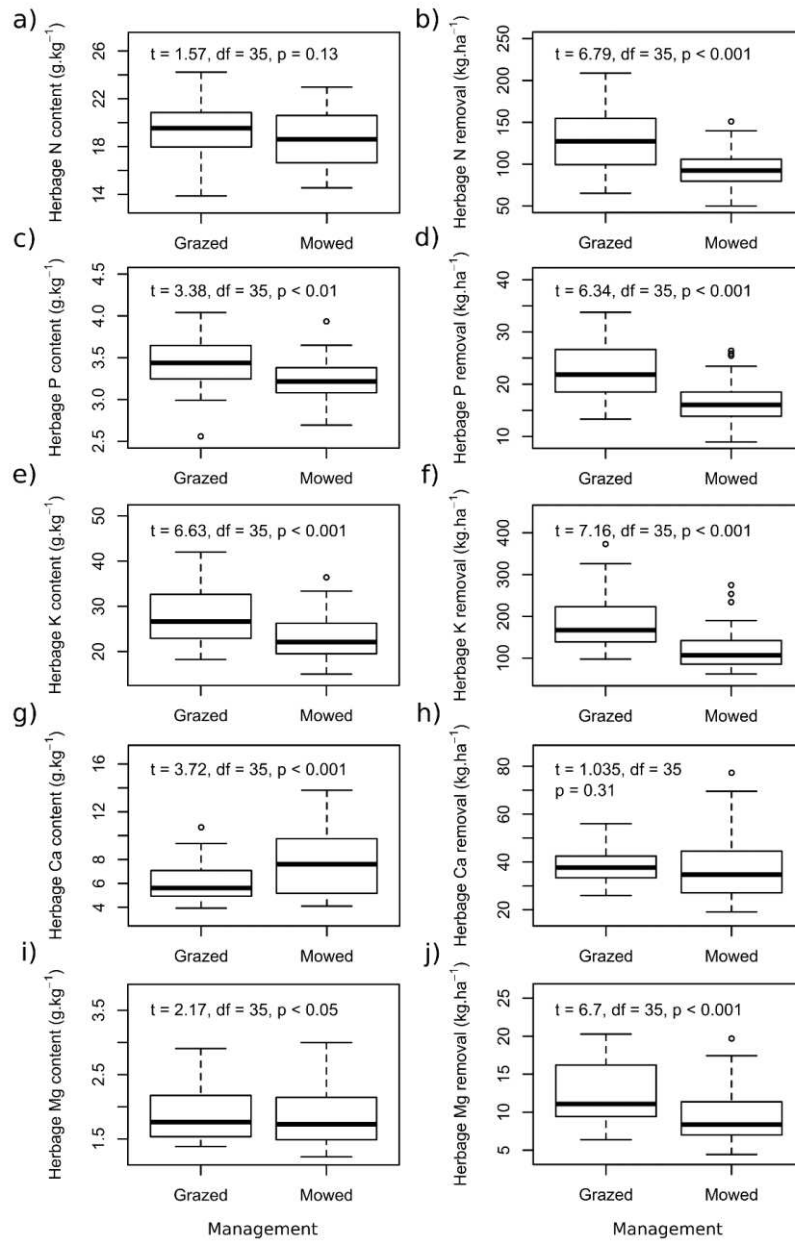 a)
Herbage N content (g.kg⁻¹)
26
22
18
14
t = 1.57, df = 35, p = 0.13
Grazed Mowed
b)
Herbage N removal (kg.ha⁻¹)
250
200
150
100
50
t = 6.79, df = 35, p < 0.001
Grazed Mowed
c)
Herbage P content (g.kg⁻¹)
4.5
4.0
3.5
3.0
2.5
t = 3.38, df = 35, p < 0.01
Grazed Mowed
d)
Herbage P removal (kg.ha⁻¹)
40
30
20
10
t = 6.34, df = 35, p < 0.001
Grazed Mowed
e)
Herbage K content (g.kg⁻¹)
50
40
30
20
t = 6.63, df = 35, p < 0.001
Grazed Mowed
f)
Herbage K removal (kg.ha⁻¹)
400
300
200
100
t = 7.16, df = 35, p < 0.001
Grazed Mowed
g)
Herbage Ca content (g.kg⁻¹)
16
12
8
6
4
t = 3.72, df = 35, p < 0.001
Grazed Mowed
h)
Herbage Ca removal (kg.ha⁻¹)
80
60
40
20
t = 1.035, df = 35
p = 0.31
Grazed Mowed
i)
Herbage Mg content (g.kg⁻¹)
3.5
2.5
1.5
t = 2.17, df = 35, p < 0.05
Grazed Mowed
Management
j)
Herbage Mg removal (kg.ha⁻¹)
25
20
15
10
5
t = 6.7, df = 35, p < 0.001
Grazed Mowed
Management